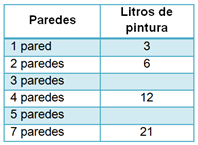 Paredes Litros de pintura
1 pared 3
2 paredes 6
3 paredes
4 paredes 12
5 paredes
7 paredes 21